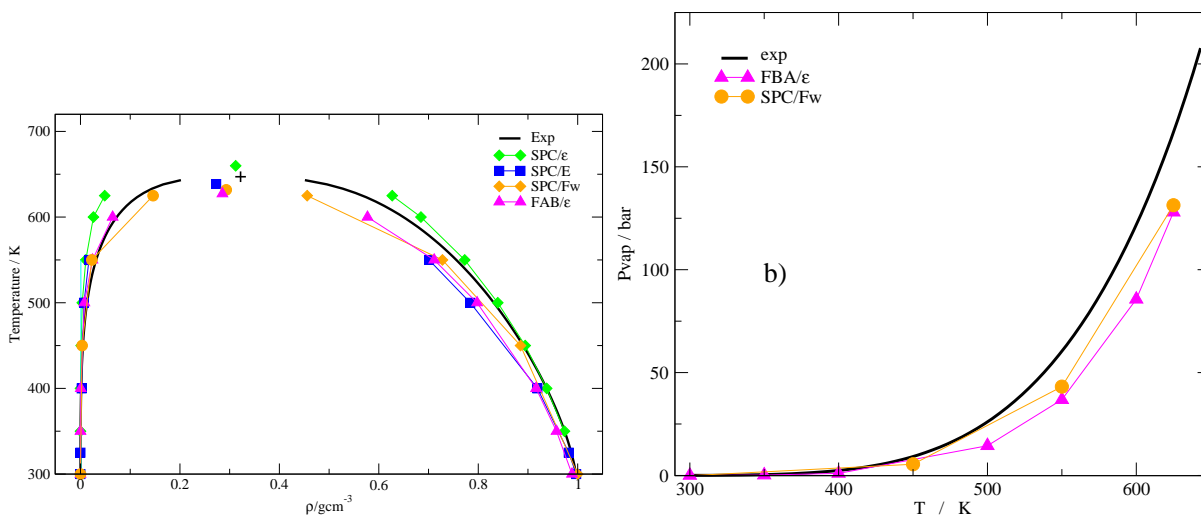 700
600
500
400
300
Temperature / K
0
0.2
0.4
0.6
0.8
1
ρ/gcm⁻³
Exp
SPC/ε
SPC/E
SPC/Fw
FAB/ε
200
150
100
50
0
Pvap / bar
300
400
500
600
T / K
exp
FBA/ε
SPC/Fw
b)